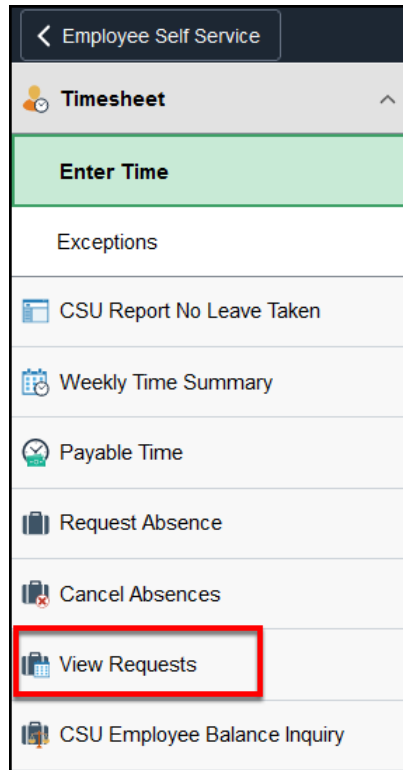 Employee Self Service
Timesheet
Enter Time
Exceptions
CSU Report No Leave Taken
Weekly Time Summary
Payable Time
Request Absence
Cancel Absences
View Requests
CSU Employee Balance Inquiry